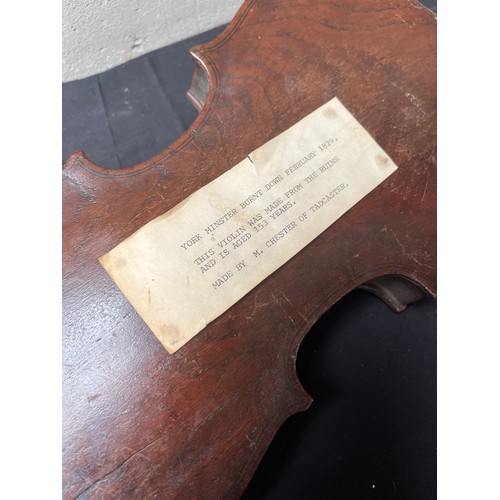 YORK MINSTER BURNT DOWN FEBRUARY 1829.
THIS VIOLIN WAS MADE FROM THE RUINS
AND IS AGED 153 YEARS.
MADE BY M. CHESTER OF TADCASTER.